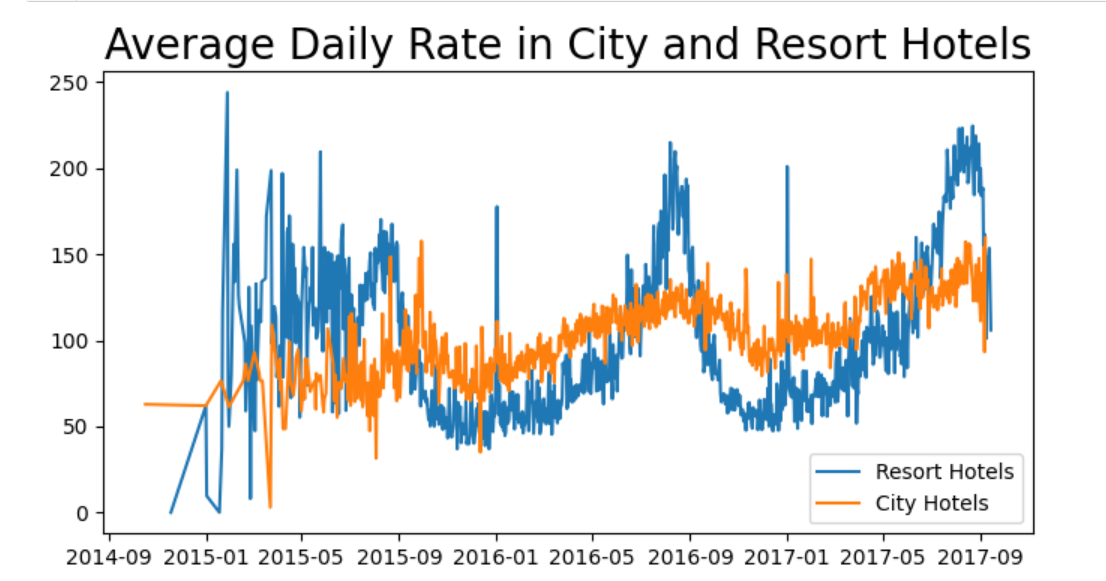 Average Daily Rate in City and Resort Hotels
250
200
150
100
50
0
Resort Hotels
City Hotels
2014-09 2015-01 2015-05 2015-09 2016-01 2016-05 2016-09 2017-01 2017-05 2017-09